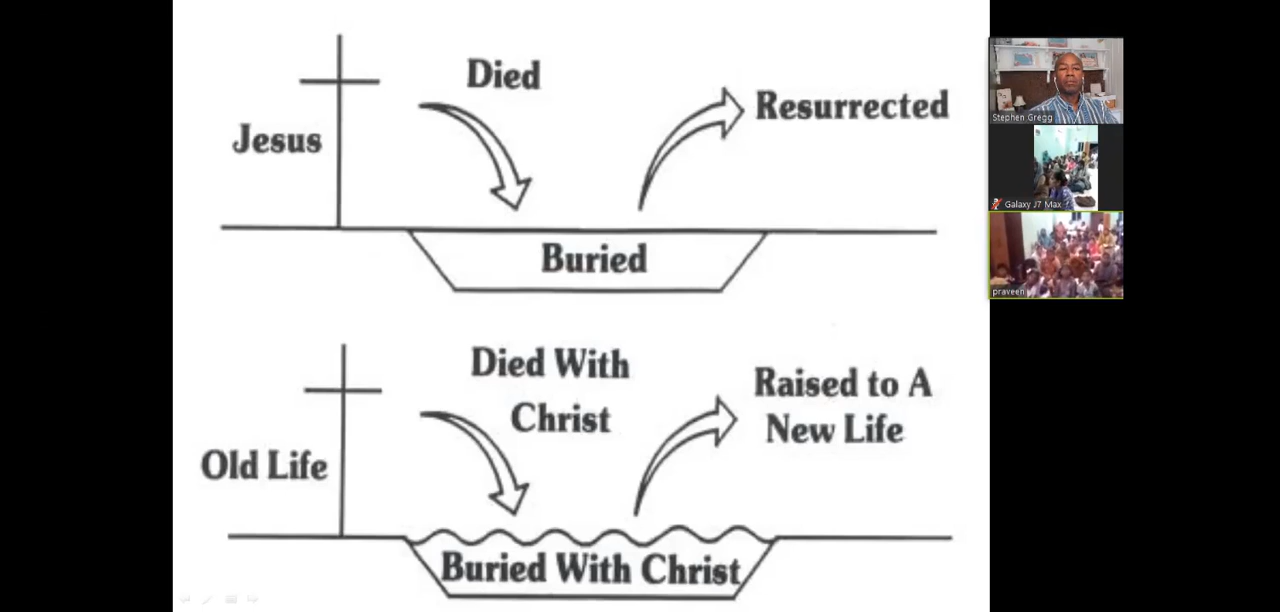 Died
Resurrected
Jesus
Buried
Died With
Christ
Raised to A
New Life
Old Life
Buried With Christ
Stephen Gregg
Galaxy J7 Max
praveen